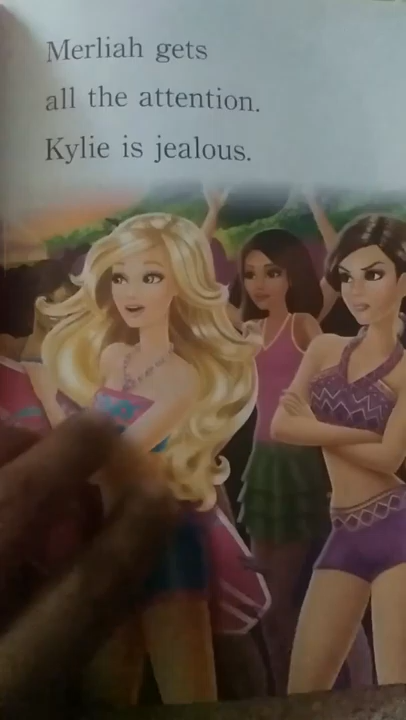 Merliah gets
all the attention.
Kylie is jealous.